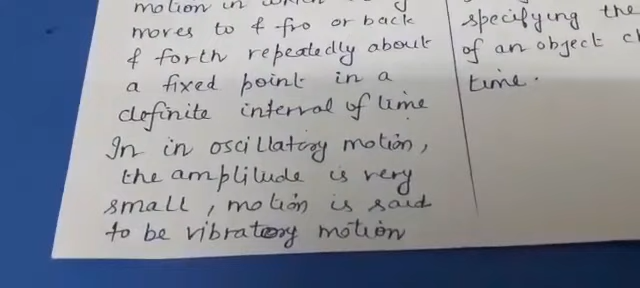 motion in which
moves to & fro or back
& forth repeatedly about
a fixed point in a
definite interval of time
In in oscillatory motion,
the amplitude is very
small, motion is said
to be vibratory motion
specifying the
of an object
time.